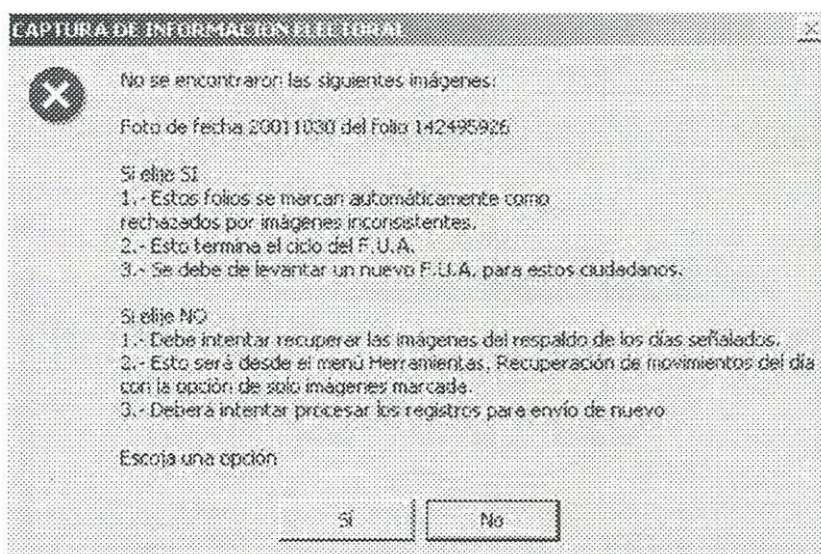 CAPTURA DE INFORMACION ELECTORAL
No se encontraron las siguientes imágenes:
Foto de fecha 20011030 del folio 142495926
Si elije SI
1.- Estos folios se marcan automáticamente como
rechazados por imágenes inconsistentes.
2.- Esto termina el ciclo del F.U.A.
3.- Se debe de levantar un nuevo F.U.A. para estos ciudadanos.
Si elije NO
1.- Debe intentar recuperar las imágenes del respaldo de los días señalados.
2.- Esto será desde el menú Herramientas, Recuperación de movimientos del día
con la opción de solo imágenes marcada.
3.- Deberá intentar procesar los registros para envío de nuevo
Escoja una opción
Sí
No